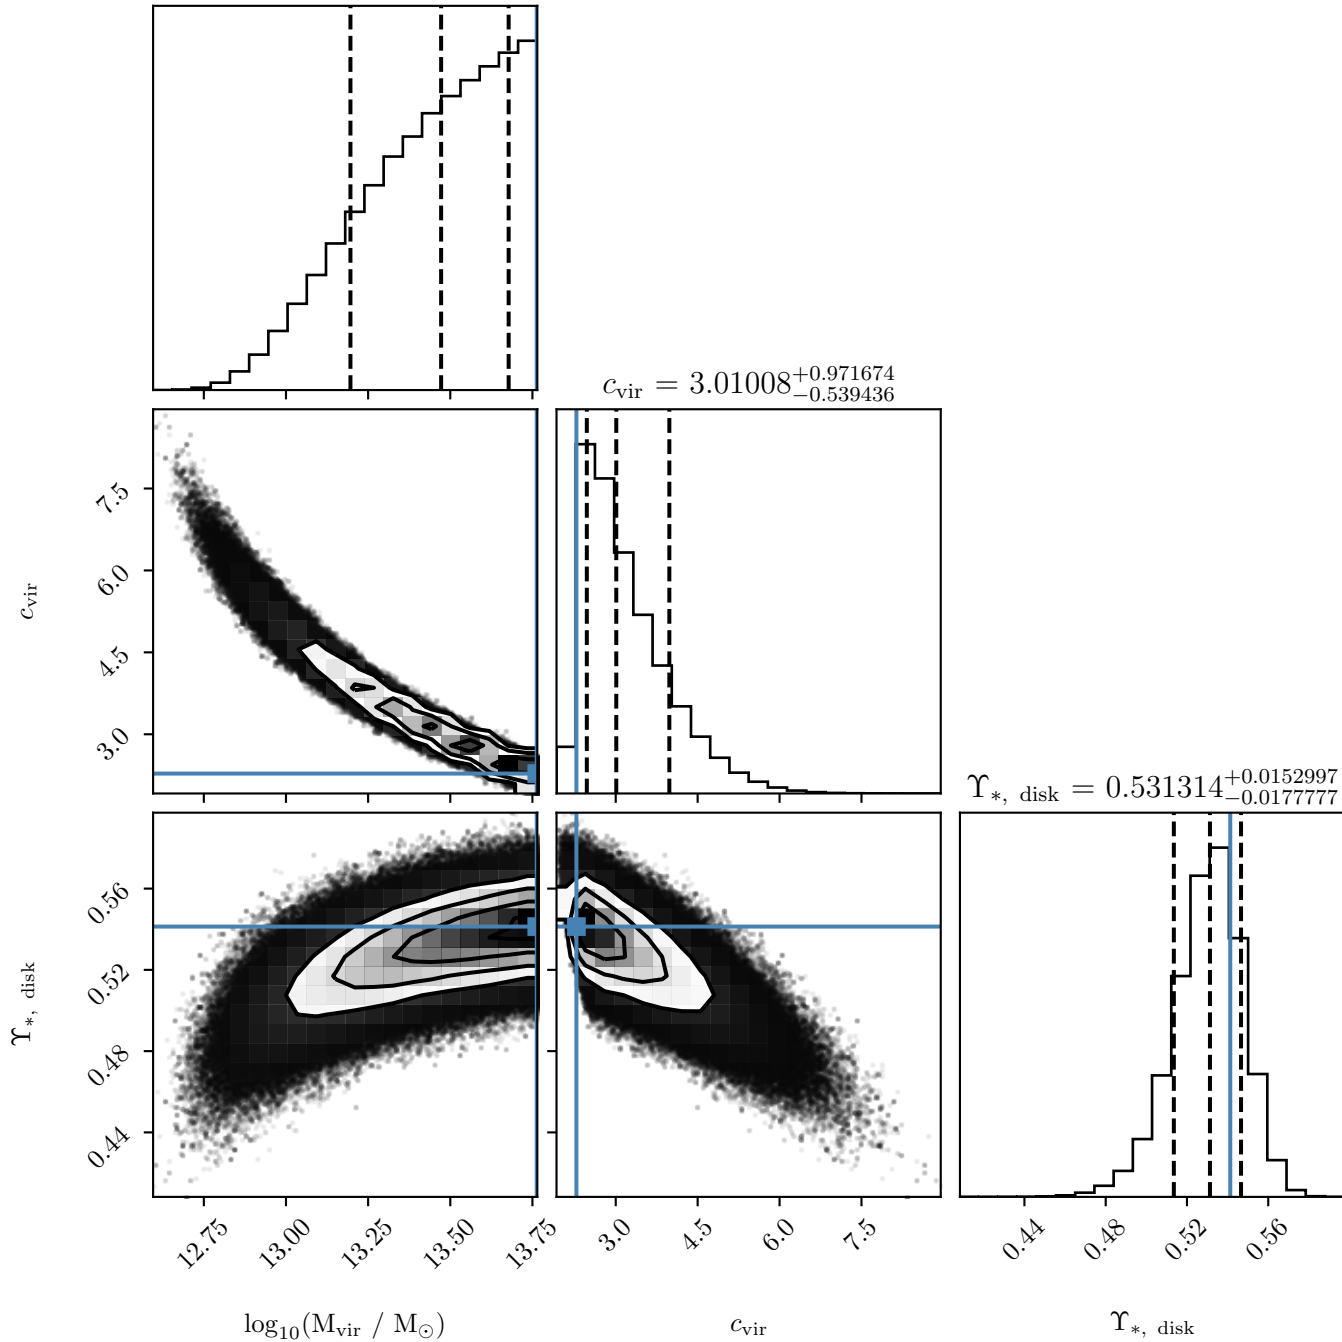 c_vir = 3.01008^{+0.971674}_{−0.539436}
7.5
6.0
4.5
3.0
c_vir
ϒ_{*, disk} = 0.531314^{+0.0152997}_{−0.0177777}
0.56
0.52
0.48
0.44
ϒ_{*, disk}
12.75 13.00 13.25 13.50 13.75 3.0 4.5 6.0 7.5 0.44 0.48 0.52 0.56
log_{10}(M_vir / M_⊙) c_vir ϒ_{*, disk}